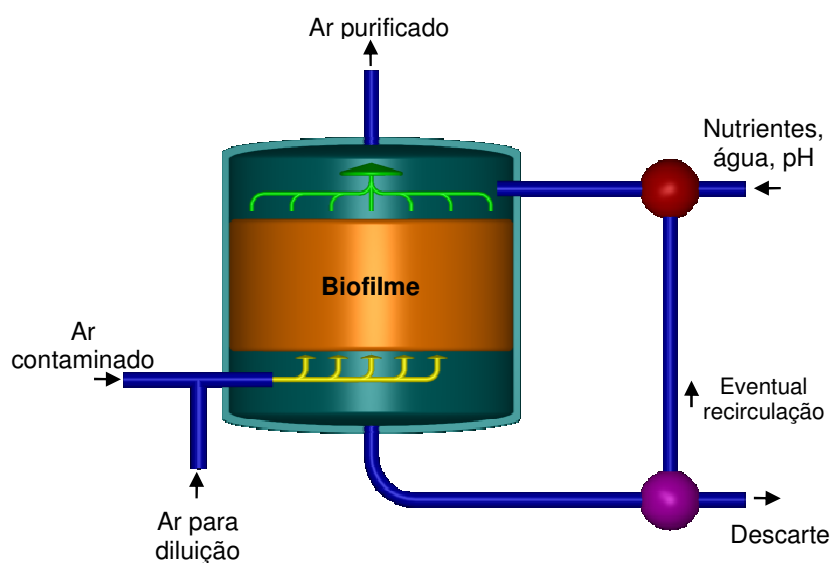 Ar purificado
Nutrientes,
água, pH
Biofilme
Ar
contaminado
Eventual
recirculação
Ar para
diluição
Descarte